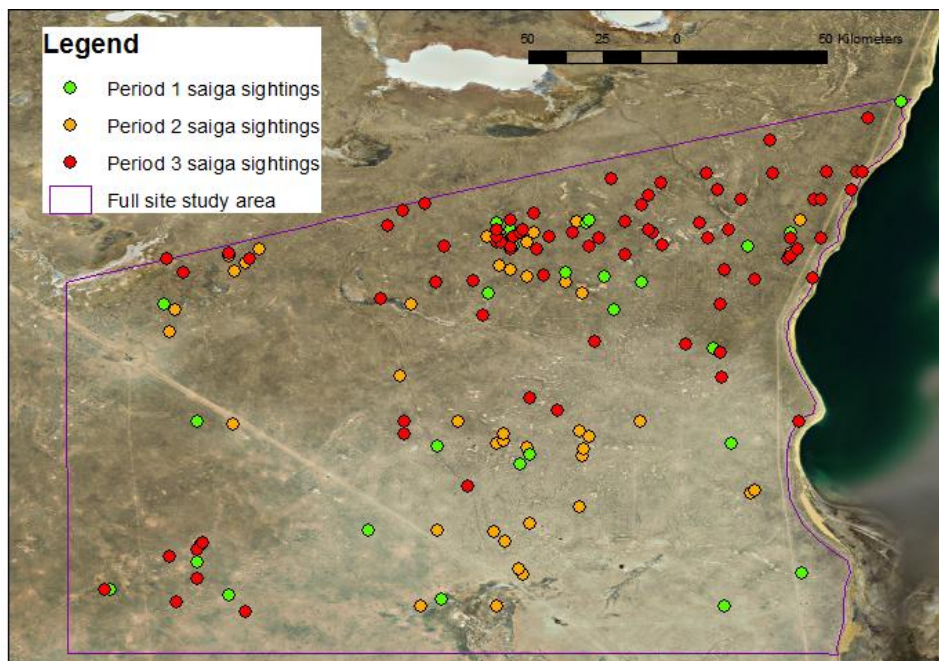 Legend
Period 1 saiga sightings
Period 2 saiga sightings
Period 3 saiga sightings
Full site study area
50 25 0 50 Kilometers